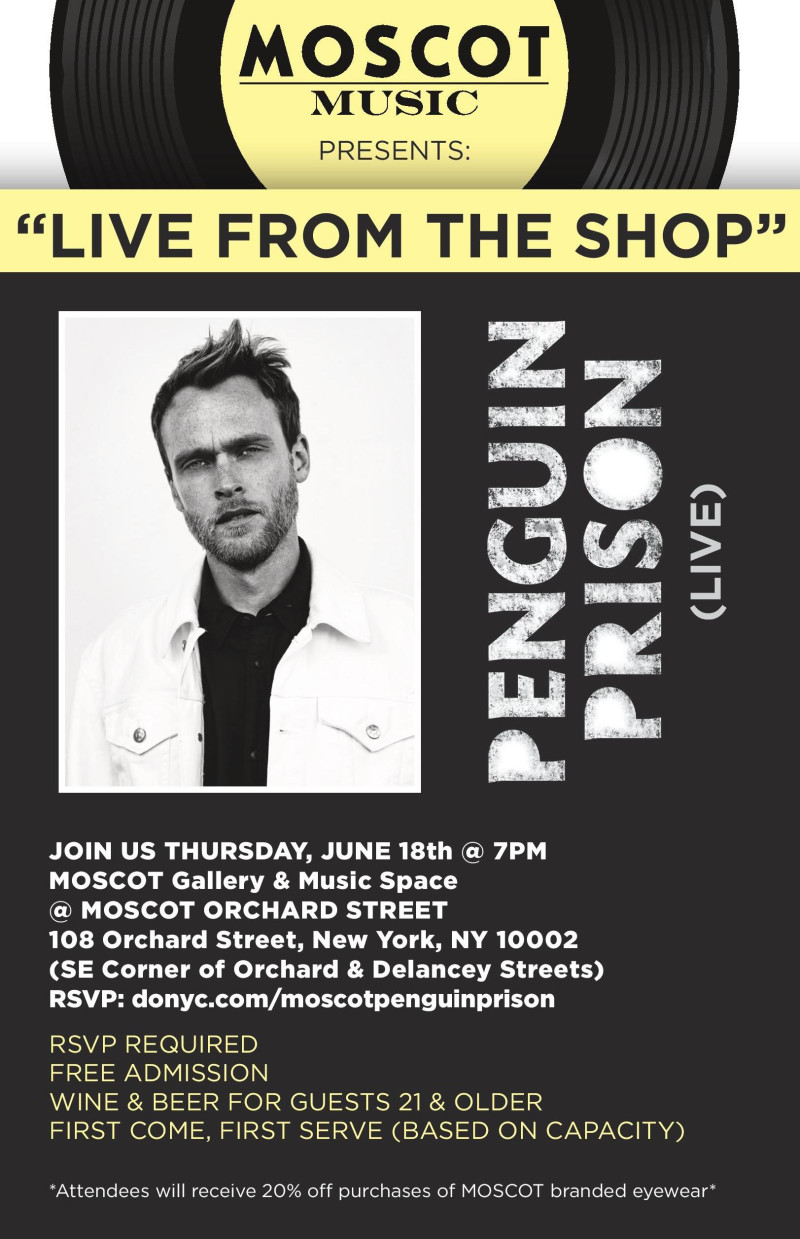 MOSCOT
MUSIC
PRESENTS:
“LIVE FROM THE SHOP”
PENGUIN
PRISON
(LIVE)
JOIN US THURSDAY, JUNE 18th @ 7PM
MOSCOT Gallery & Music Space
@ MOSCOT ORCHARD STREET
108 Orchard Street, New York, NY 10002
(SE Corner of Orchard & Delancey Streets)
RSVP: donyc.com/moscotpenguinprison
RSVP REQUIRED
FREE ADMISSION
WINE & BEER FOR GUESTS 21 & OLDER
FIRST COME, FIRST SERVE (BASED ON CAPACITY)
*Attendees will receive 20% off purchases of MOSCOT branded eyewear*